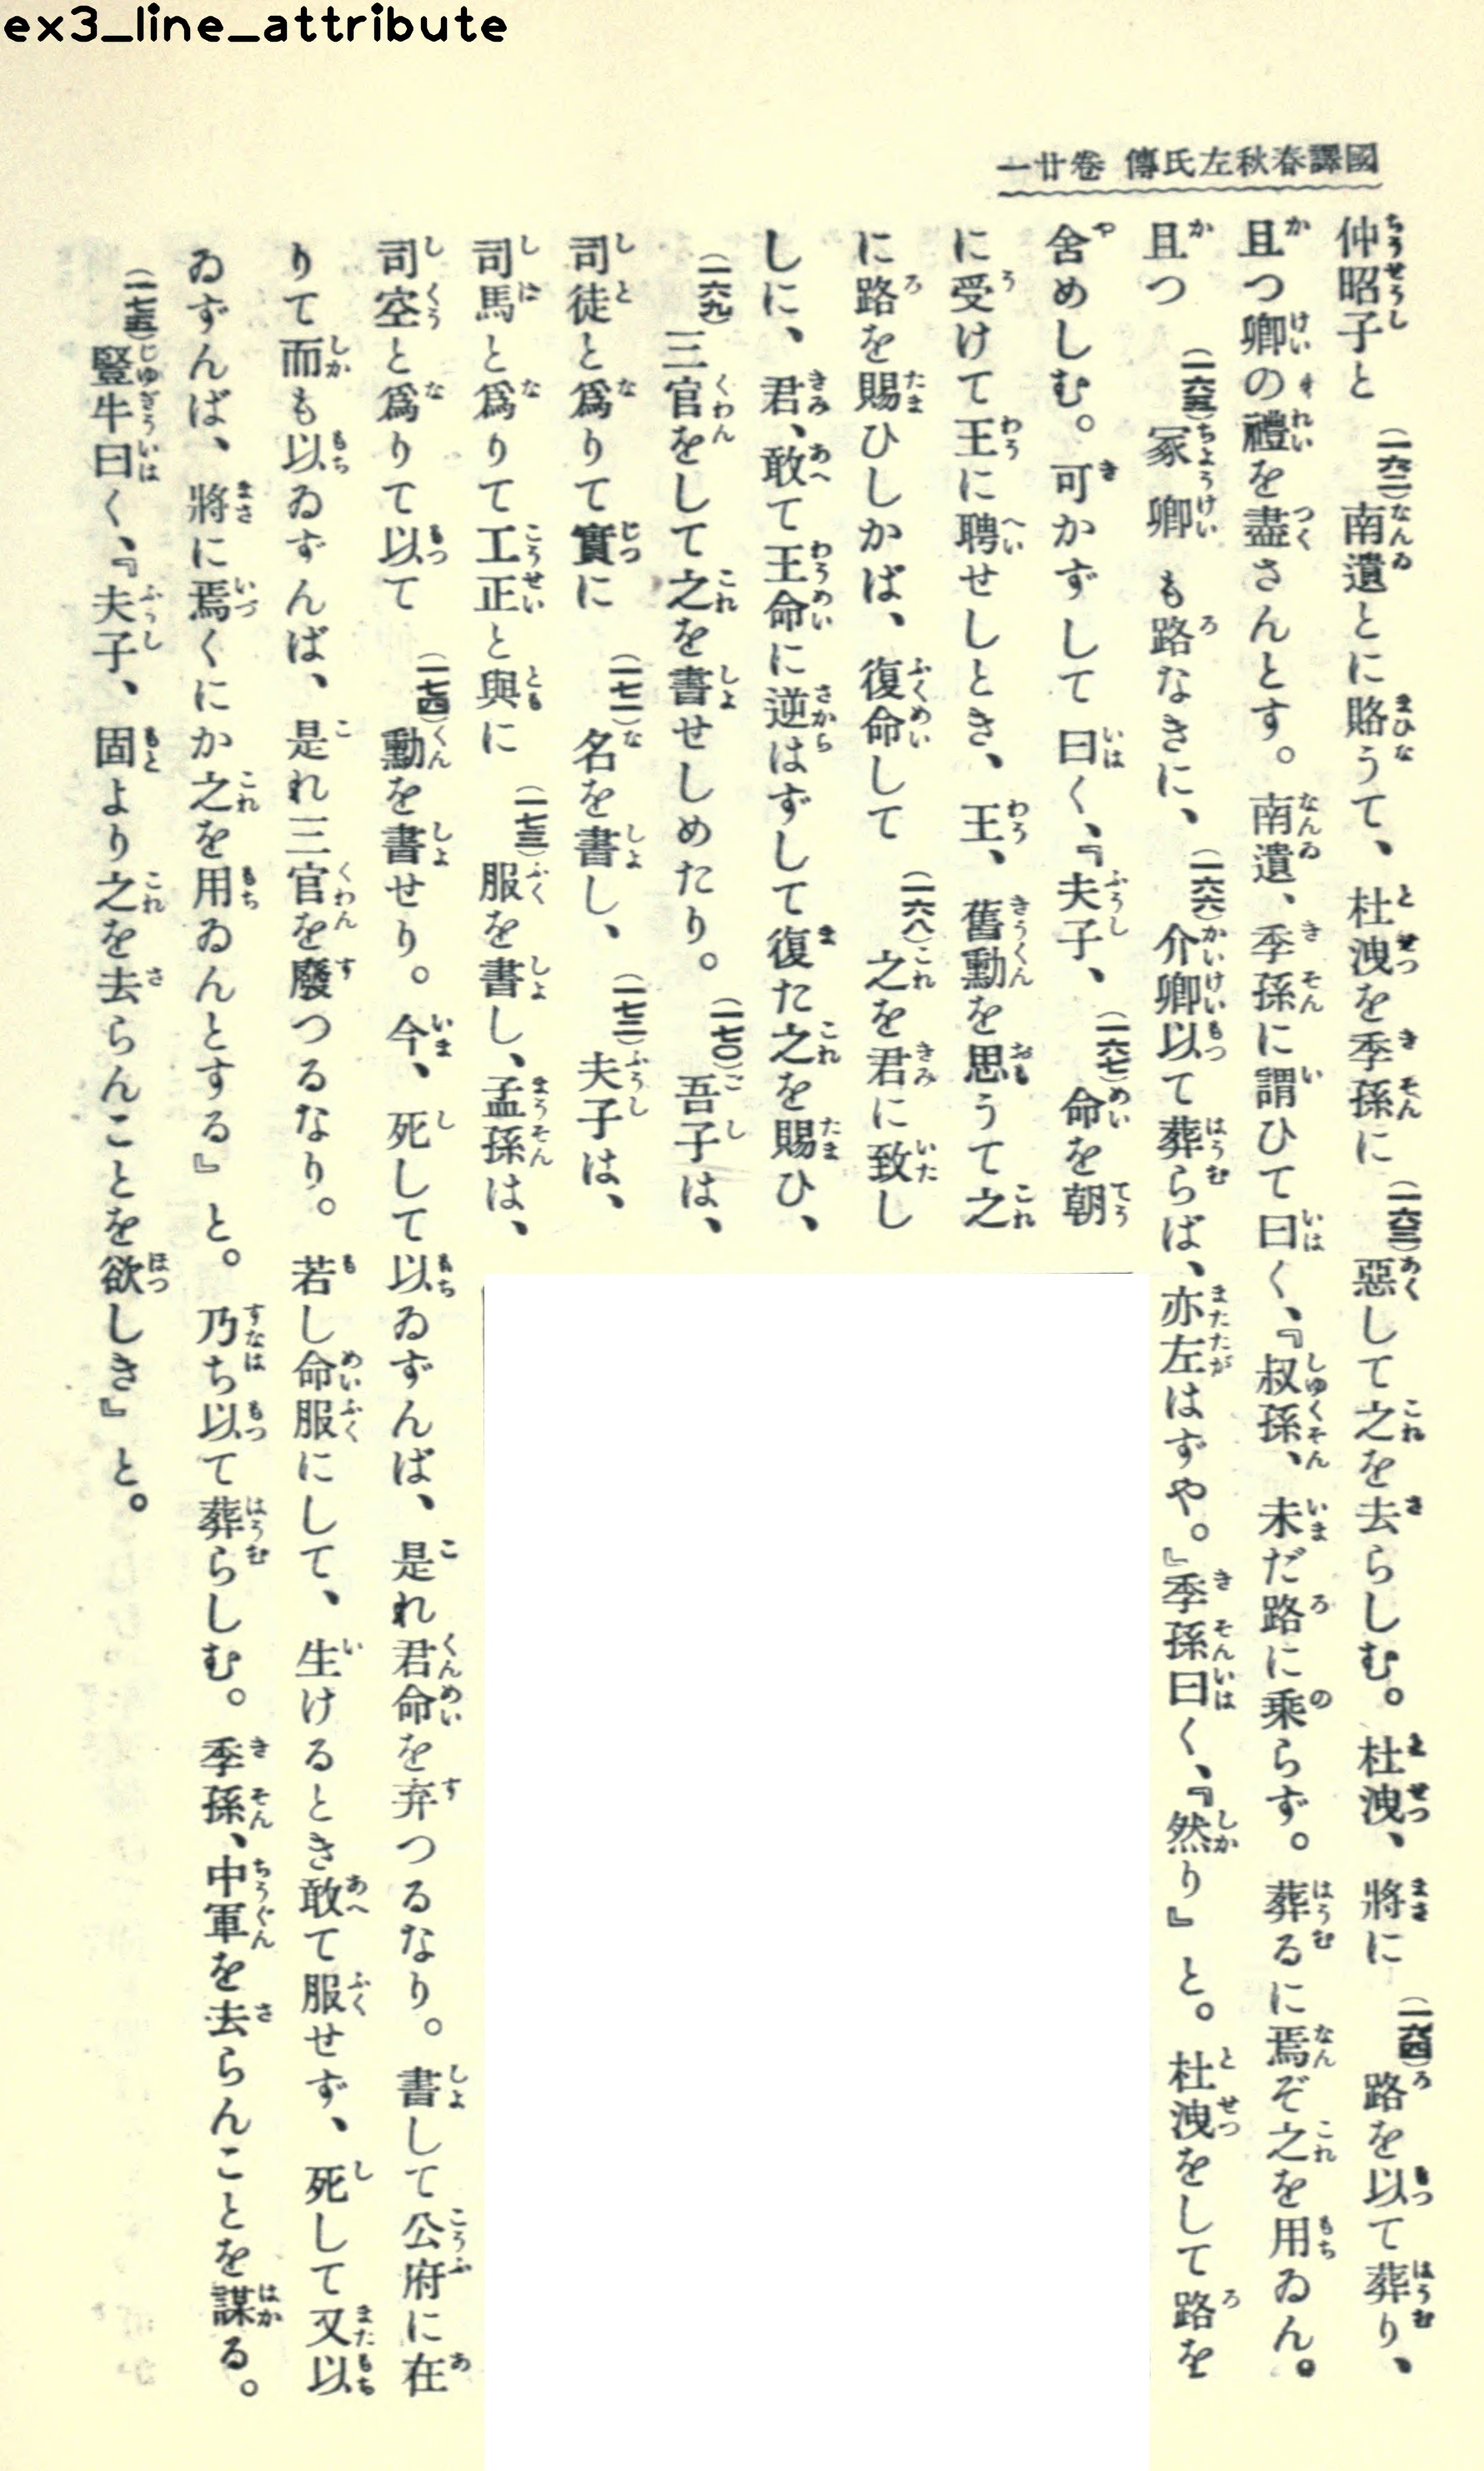 ex3_line_attribute
國譯春秋左氏傳 卷廿一
仲昭子と(一六二)南遺とに賂うて、杜洩を季孫に(一六三)惡して之を去らしむ。杜洩、將に(一六四)路を以て葬り、
且つ卿の禮を盡さんとす。南遺、季孫に謂ひて曰く、『叔孫、未だ路に乘らず。葬るに焉ぞ之を用ゐん。
且つ(一六五)冢卿も路なきに、(一六六)介卿以て葬らば、亦左はずや。』季孫曰く、『然り』と。杜洩をして路を
舍めしむ。可かずして曰く、『夫子、(一六七)命を朝
に受けて王に聘せしとき、王、舊勳を思うて之
に路を賜ひしかば、復命して(一六八)之を君に致し
しに、君、敢て王命に逆はずして復た之を賜ひ、
(一六九)三官をして之を書せしめたり。(一七〇)吾子は、
司徒と爲りて實に(一七一)名を書し、(一七二)夫子は、
司馬と爲りて工正と與に(一七三)服を書し、孟孫は、
司空と爲りて以て(一七四)勳を書せり。今、死して以ゐずんば、是れ君命を弃つるなり。書して公府に在
りて而も以ゐずんば、是れ三官を廢つるなり。若し命服にして、生けるとき敢て服せず、死して又以
ゐずんば、將に焉くにか之を用ゐんとする』と。乃ち以て葬らしむ。季孫、中軍を去らんことを謀る。
(一七五)豎牛曰く、『夫子、固より之を去らんことを欲しき』と。